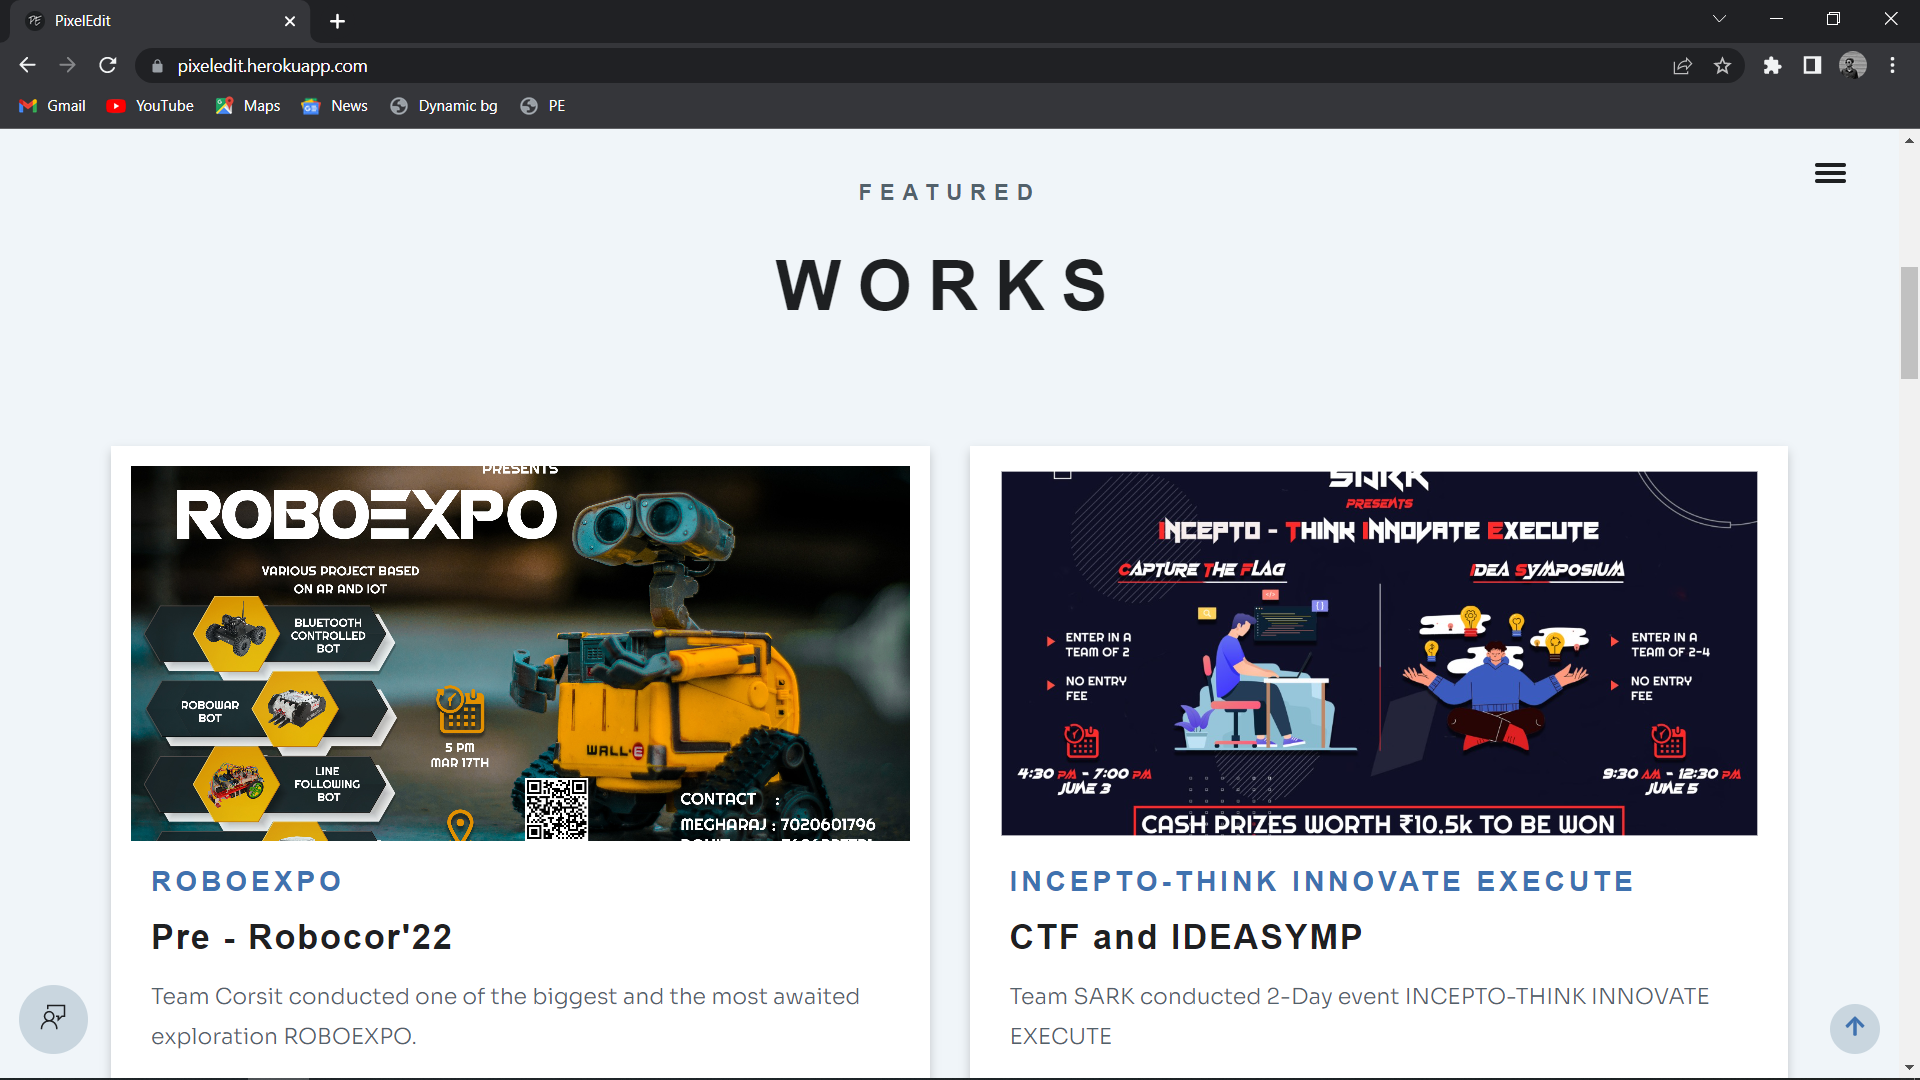 PixelEdit
pixeledit.herokuapp.com
Gmail
YouTube
Maps
News
Dynamic bg
PE
FEATURED
WORKS
PRESENTS
ROBOEXPO
VARIOUS PROJECT BASED
ON AR AND IOT
BLUETOOTH
CONTROLLED
BOT
ROBOWAR
BOT
LINE
FOLLOWING
BOT
5 PM
MAR 17TH
WALL·E
CONTACT :
MEGHARAJ : 7020601796
ROBOEXPO
Pre - Robocor'22
Team Corsit conducted one of the biggest and the most awaited
exploration ROBOEXPO.
SARK
PRESENTS
INCEPTO - THINK INNOVATE EXECUTE
CAPTURE THE FLAG
ENTER IN A
TEAM OF 2
NO ENTRY
FEE
4:30 PM - 7:00 PM
JUNE 3
IDEA SYMPOSIUM
ENTER IN A
TEAM OF 2-4
NO ENTRY
FEE
9:30 AM - 12:30 PM
JUNE 5
CASH PRIZES WORTH ₹10.5k TO BE WON
INCEPTO-THINK INNOVATE EXECUTE
CTF and IDEASYMP
Team SARK conducted 2-Day event INCEPTO-THINK INNOVATE
EXECUTE